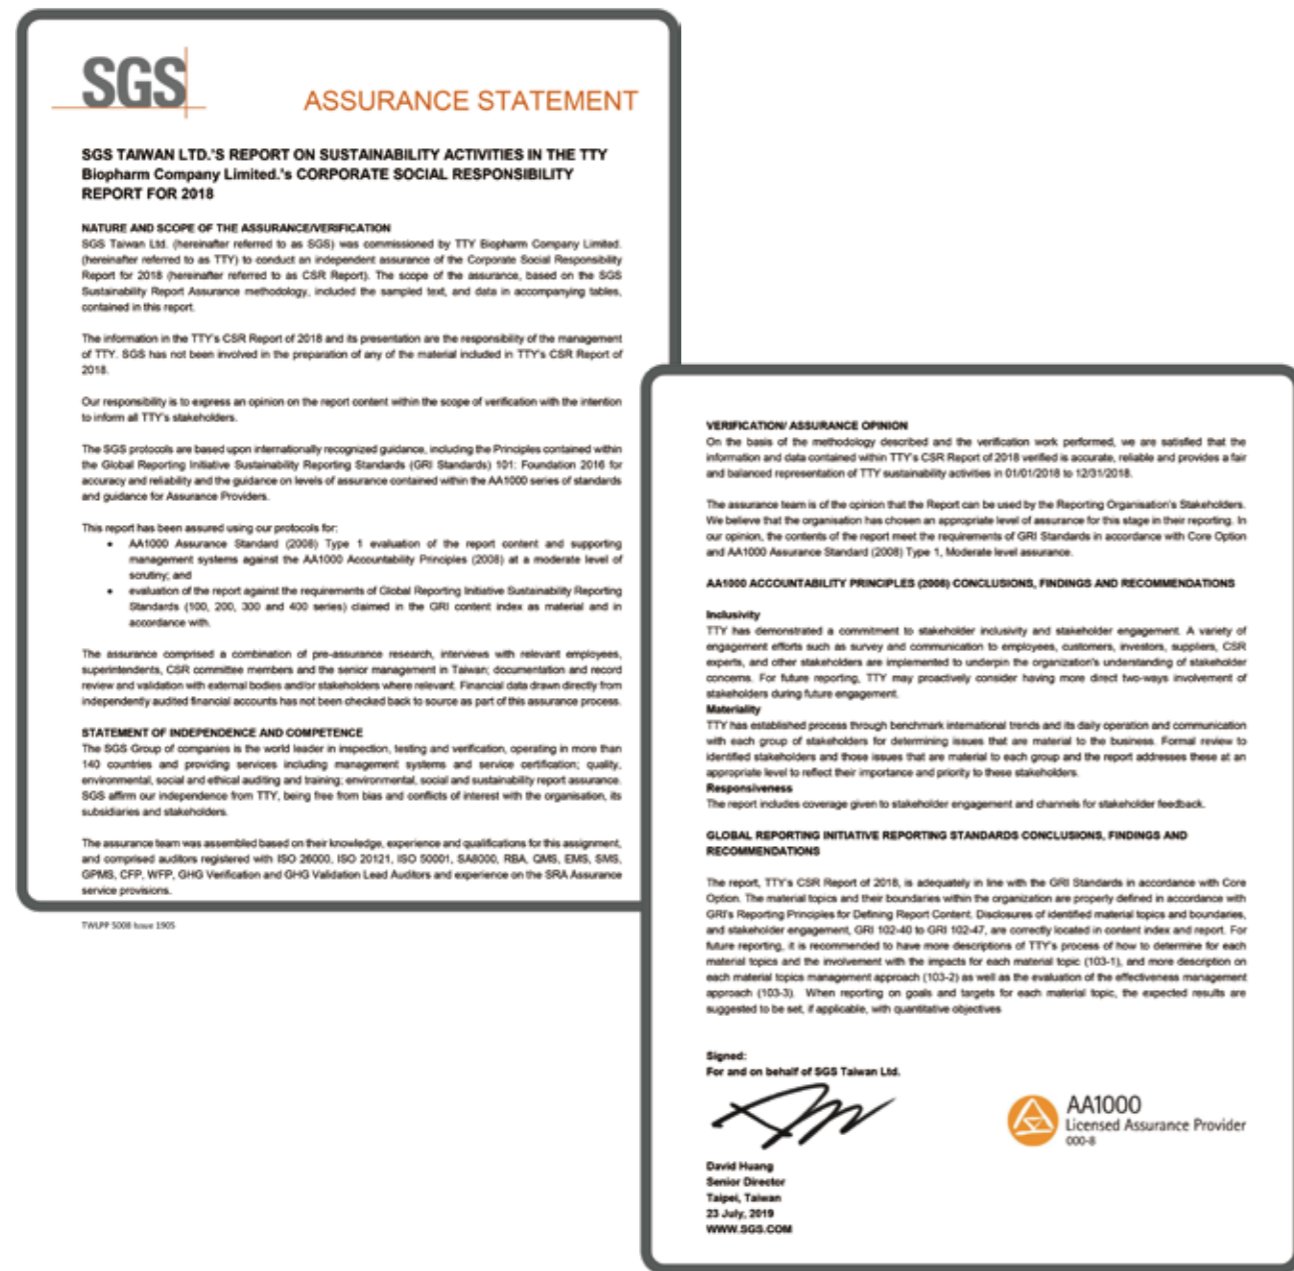 SGS
ASSURANCE STATEMENT
SGS TAIWAN LTD.'S REPORT ON SUSTAINABILITY ACTIVITIES IN THE TTY
Biopharm Company Limited.'s CORPORATE SOCIAL RESPONSIBILITY
REPORT FOR 2018
NATURE AND SCOPE OF THE ASSURANCE/VERIFICATION
SGS Taiwan Ltd. (hereinafter referred to as SGS) was commissioned by TTY Biopharm Company Limited.
(hereinafter referred to as TTY) to conduct an independent assurance of the Corporate Social Responsibility
Report for 2018 (hereinafter referred to as CSR Report). The scope of the assurance, based on the SGS
Sustainability Report Assurance methodology, included the sampled text, and data in accompanying tables,
contained in this report.
The information in the TTY's CSR Report of 2018 and its presentation are the responsibility of the management
of TTY. SGS has not been involved in the preparation of any of the material included in TTY's CSR Report of
2018.
Our responsibility is to express an opinion on the report content within the scope of verification with the intention
to inform all TTY's stakeholders.
The SGS protocols are based upon internationally recognized guidance, including the Principles contained within
the Global Reporting Initiative Sustainability Reporting Standards (GRI Standards) 101: Foundation 2016 for
accuracy and reliability and the guidance on levels of assurance contained within the AA1000 series of standards
and guidance for Assurance Providers.
This report has been assured using our protocols for:
• AA1000 Assurance Standard (2008) Type 1 evaluation of the report content and supporting
management systems against the AA1000 Accountability Principles (2008) at a moderate level of
scrutiny; and
• evaluation of the report against the requirements of Global Reporting Initiative Sustainability Reporting
Standards (100, 200, 300 and 400 series) claimed in the GRI content index as material and in
accordance with.
The assurance comprised a combination of pre-assurance research, interviews with relevant employees,
superintendents, CSR committee members and the senior management in Taiwan; documentation and record
review and validation with external bodies and/or stakeholders where relevant. Financial data drawn directly from
independently audited financial accounts has not been checked back to source as part of this assurance process.
STATEMENT OF INDEPENDENCE AND COMPETENCE
The SGS Group of companies is the world leader in inspection, testing and verification, operating in more than
140 countries and providing services including management systems and service certification; quality,
environmental, social and ethical auditing and training; environmental, social and sustainability report assurance.
SGS affirm our independence from TTY, being free from bias and conflicts of interest with the organisation, its
subsidiaries and stakeholders.
The assurance team was assembled based on their knowledge, experience and qualifications for this assignment,
and comprised auditors registered with ISO 26000, ISO 20121, ISO 50001, SA8000, RBA, QMS, EMS, SMS,
GPMS, CFP, WFP, GHG Verification and GHG Validation Lead Auditors and experience on the SRA Assurance
service provisions.
TWLPP 5008 Issue 1905
VERIFICATION/ ASSURANCE OPINION
On the basis of the methodology described and the verification work performed, we are satisfied that the
information and data contained within TTY's CSR Report of 2018 verified is accurate, reliable and provides a fair
and balanced representation of TTY sustainability activities in 01/01/2018 to 12/31/2018.
The assurance team is of the opinion that the Report can be used by the Reporting Organisation's Stakeholders.
We believe that the organisation has chosen an appropriate level of assurance for this stage in their reporting. In
our opinion, the contents of the report meet the requirements of GRI Standards in accordance with Core Option
and AA1000 Assurance Standard (2008) Type 1, Moderate level assurance.
AA1000 ACCOUNTABILITY PRINCIPLES (2008) CONCLUSIONS, FINDINGS AND RECOMMENDATIONS
Inclusivity
TTY has demonstrated a commitment to stakeholder inclusivity and stakeholder engagement. A variety of
engagement efforts such as survey and communication to employees, customers, investors, suppliers, CSR
experts, and other stakeholders are implemented to underpin the organization's understanding of stakeholder
concerns. For future reporting, TTY may proactively consider having more direct two-ways involvement of
stakeholders during future engagement.
Materiality
TTY has established process through benchmark international trends and its daily operation and communication
with each group of stakeholders for determining issues that are material to the business. Formal review to
identified stakeholders and those issues that are material to each group and the report addresses these at an
appropriate level to reflect their importance and priority to these stakeholders.
Responsiveness
The report includes coverage given to stakeholder engagement and channels for stakeholder feedback.
GLOBAL REPORTING INITIATIVE REPORTING STANDARDS CONCLUSIONS, FINDINGS AND
RECOMMENDATIONS
The report, TTY's CSR Report of 2018, is adequately in line with the GRI Standards in accordance with Core
Option. The material topics and their boundaries within the organization are properly defined in accordance with
GRI's Reporting Principles for Defining Report Content. Disclosures of identified material topics and boundaries,
and stakeholder engagement, GRI 102-40 to GRI 102-47, are correctly located in content index and report. For
future reporting, it is recommended to have more descriptions of TTY's process of how to determine for each
material topics and the involvement with the impacts for each material topic (103-1), and more description on
each material topics management approach (103-2) as well as the evaluation of the effectiveness management
approach (103-3). When reporting on goals and targets for each material topic, the expected results are
suggested to be set, if applicable, with quantitative objectives
Signed:
For and on behalf of SGS Taiwan Ltd.
David Huang
Senior Director
Taipei, Taiwan
23 July, 2019
WWW.SGS.COM
AA1000
Licensed Assurance Provider
000-8